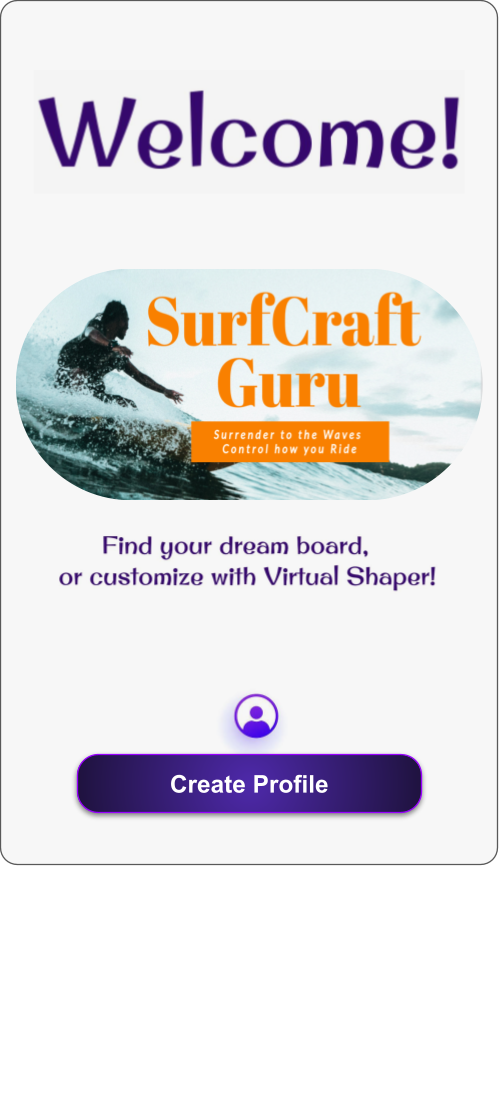 Welcome!
SurfCraft
Guru
Surrender to the Waves
Control how you Ride
Find your dream board,
or customize with Virtual Shaper!
Create Profile